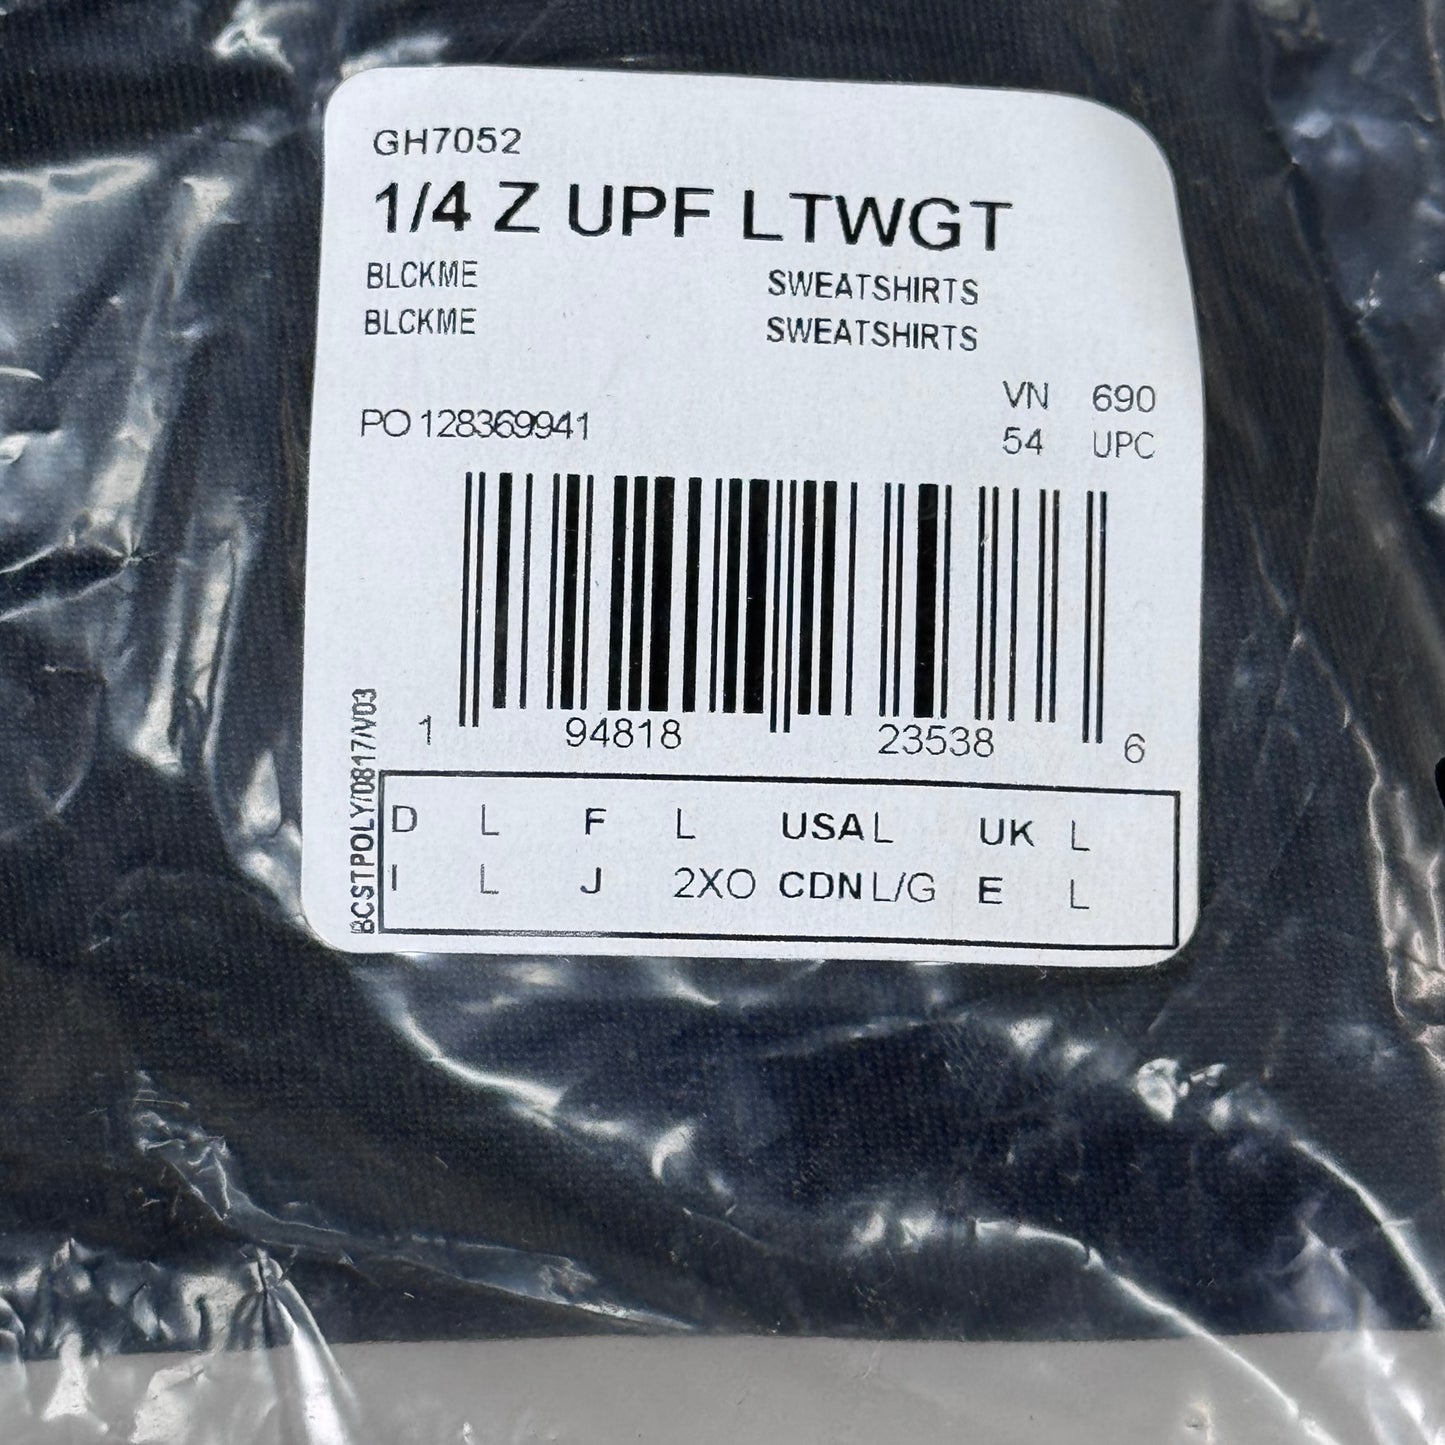 GH7052
1/4 Z UPF LTWGT
BLCKME SWEATSHIRTS
BLCKME SWEATSHIRTS
VN 690
PO 128369941
54 UPC
1 94818 23538 6
BCSTPOLY/0817/V03
D L F L USA L UK L
I L J 2XO CDN L/G E L